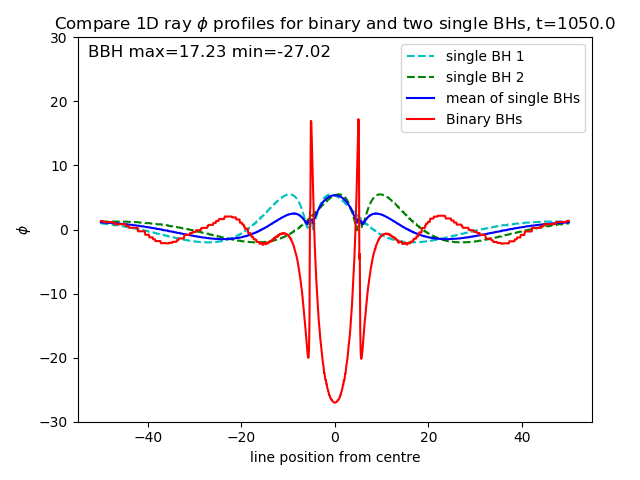 Compare 1D ray ϕ profiles for binary and two single BHs, t=1050.0
BBH max=17.23 min=-27.02
single BH 1
single BH 2
mean of single BHs
Binary BHs
30
20
10
0
−10
−20
−30
ϕ
−40
−20
0
20
40
line position from centre